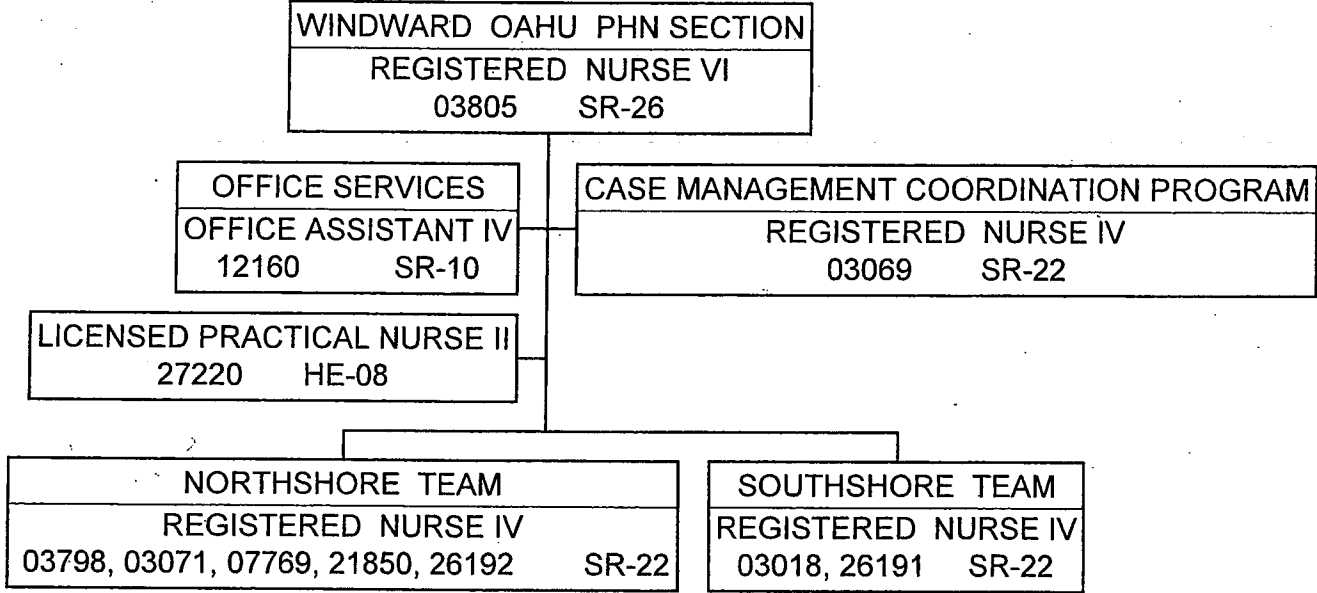 WINDWARD OAHU PHN SECTION
REGISTERED NURSE VI
03805 SR-26
OFFICE SERVICES
OFFICE ASSISTANT IV
12160 SR-10
CASE MANAGEMENT COORDINATION PROGRAM
REGISTERED NURSE IV
03069 SR-22
LICENSED PRACTICAL NURSE II
27220 HE-08
NORTHSHORE TEAM
REGISTERED NURSE IV
03798, 03071, 07769, 21850, 26192 SR-22
SOUTHSHORE TEAM
REGISTERED NURSE IV
03018, 26191 SR-22